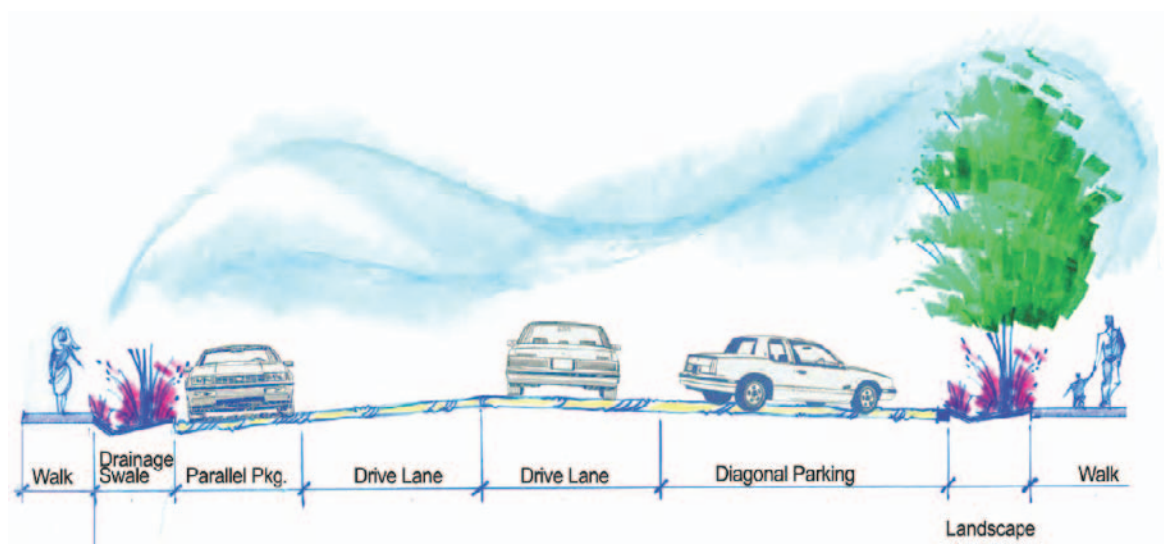 Walk
Drainage
Swale
Parallel Pkg.
Drive Lane
Drive Lane
Diagonal Parking
Landscape
Walk